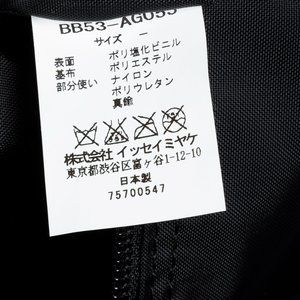 BB53-AG053
サイズ ー
表面 ポリ塩化ビニル
基布 ポリエステル
部分使い ナイロン
ポリウレタン
真鍮
株式会社 イッセイミヤケ
東京都渋谷区富ヶ谷1-12-10
日本製
75700547